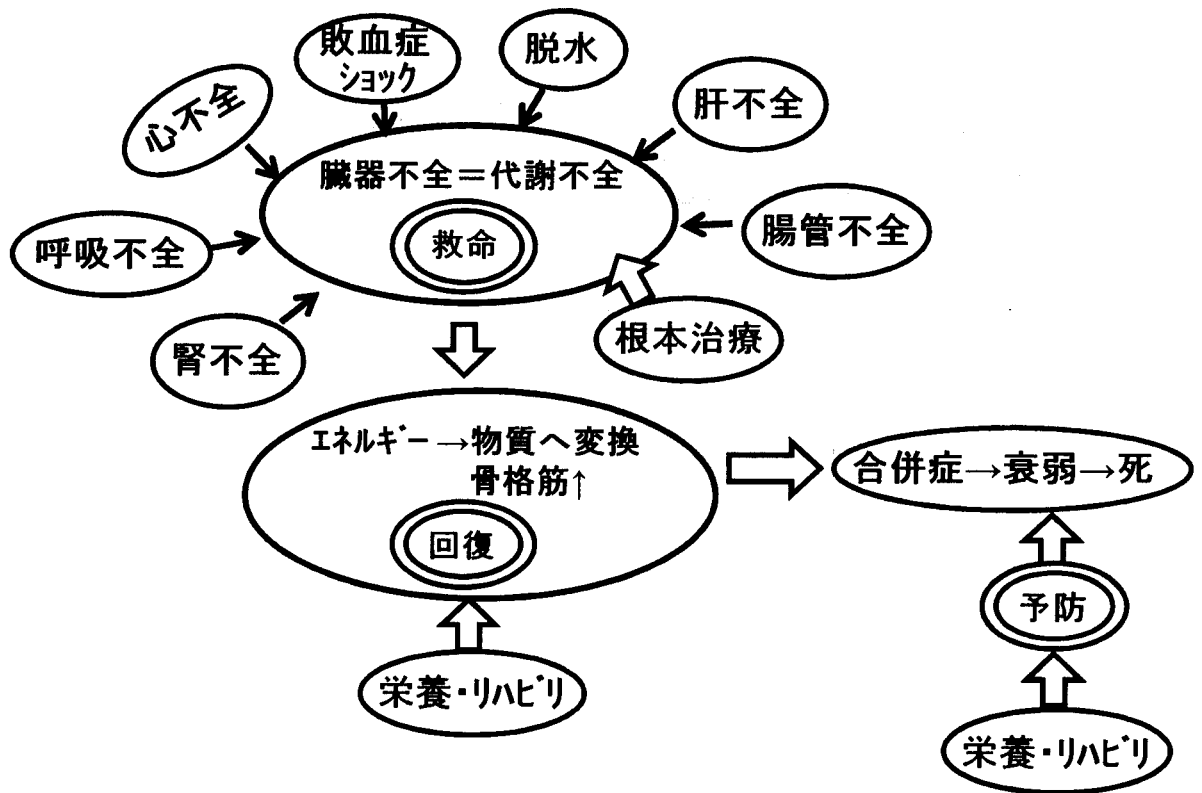 敗血症
ショック
脱水
心不全
肝不全
臓器不全＝代謝不全
救命
呼吸不全
腸管不全
腎不全
根本治療
ｴﾈﾙｷﾞｰ→物質へ変換
骨格筋↑
回復
合併症→衰弱→死
予防
栄養・ﾘﾊﾋﾞﾘ
栄養・ﾘﾊﾋﾞﾘ